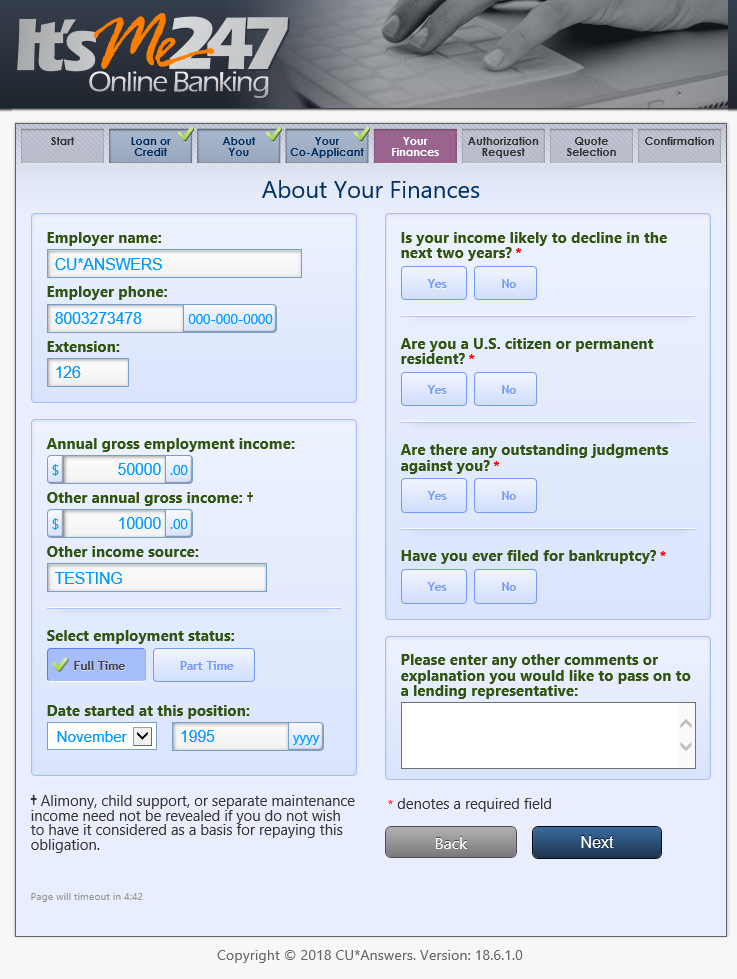 It'sMe247
Online Banking
Start
Loan or
Credit
About
You
Your
Co-Applicant
Your
Finances
Authorization
Request
Quote
Selection
Confirmation
About Your Finances
Employer name:
CU*ANSWERS
Employer phone:
8003273478 000-000-0000
Extension:
126
Annual gross employment income:
$ 50000 .00
Other annual gross income: †
$ 10000 .00
Other income source:
TESTING
Select employment status:
Full Time Part Time
Date started at this position:
November 1995 yyyy
† Alimony, child support, or separate maintenance
income need not be revealed if you do not wish
to have it considered as a basis for repaying this
obligation.
Page will timeout in 4:42
Is your income likely to decline in the
next two years? *
Yes No
Are you a U.S. citizen or permanent
resident? *
Yes No
Are there any outstanding judgments
against you? *
Yes No
Have you ever filed for bankruptcy? *
Yes No
Please enter any other comments or
explanation you would like to pass on to
a lending representative:
* denotes a required field
Back Next
Copyright © 2018 CU*Answers. Version: 18.6.1.0